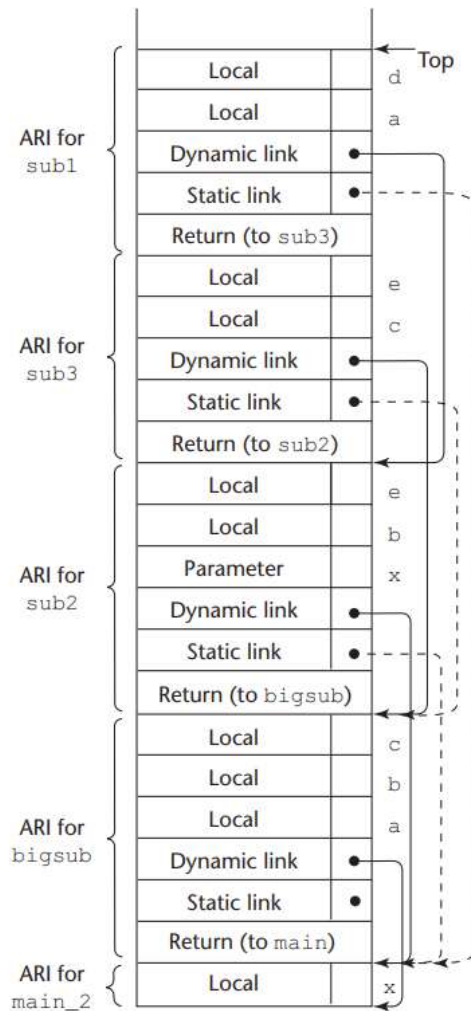 Top
Local d
Local a
ARI for
sub1
Dynamic link
Static link
Return (to sub3)
Local e
Local c
ARI for
sub3
Dynamic link
Static link
Return (to sub2)
Local e
Local b
ARI for
sub2
Parameter x
Dynamic link
Static link
Return (to bigsub)
Local c
Local b
Local a
ARI for
bigsub
Dynamic link
Static link
Return (to main)
ARI for
main_2
Local x